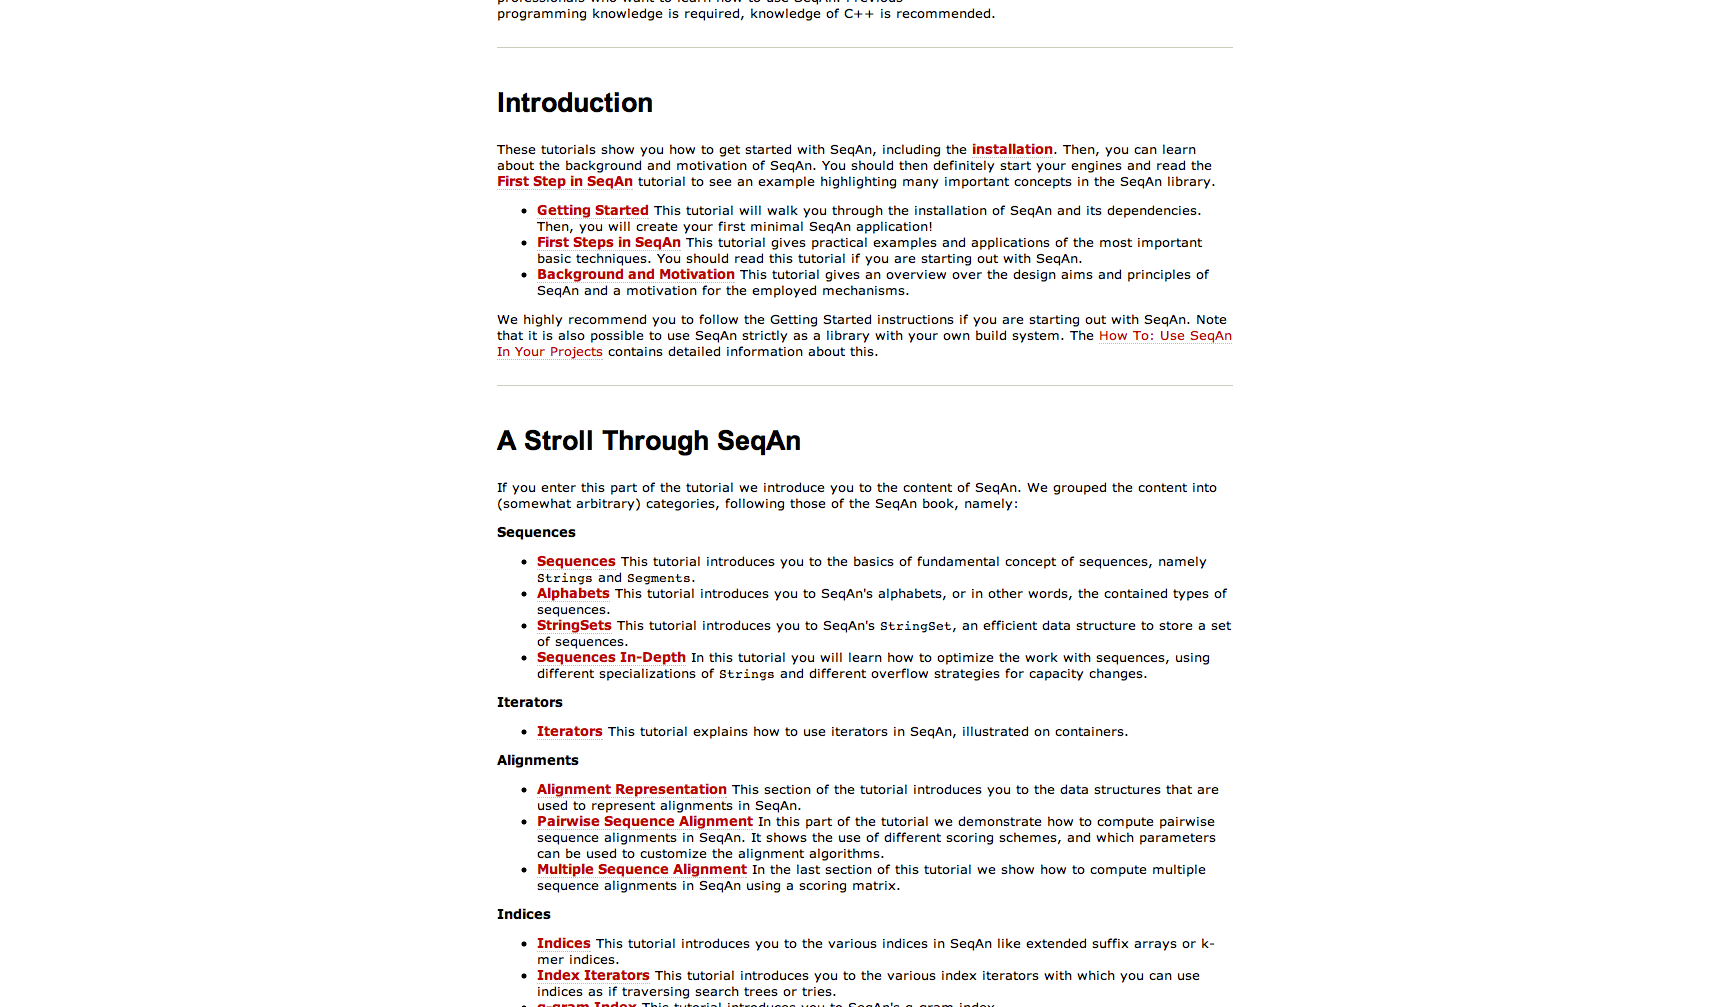 professionals who want to learn how to use SeqAn. Previous
programming knowledge is required, knowledge of C++ is recommended.
Introduction
These tutorials show you how to get started with SeqAn, including the installation. Then, you can learn
about the background and motivation of SeqAn. You should then definitely start your engines and read the
First Step in SeqAn tutorial to see an example highlighting many important concepts in the SeqAn library.
• Getting Started This tutorial will walk you through the installation of SeqAn and its dependencies.
Then, you will create your first minimal SeqAn application!
• First Steps in SeqAn This tutorial gives practical examples and applications of the most important
basic techniques. You should read this tutorial if you are starting out with SeqAn.
• Background and Motivation This tutorial gives an overview over the design aims and principles of
SeqAn and a motivation for the employed mechanisms.
We highly recommend you to follow the Getting Started instructions if you are starting out with SeqAn. Note
that it is also possible to use SeqAn strictly as a library with your own build system. The How To: Use SeqAn
In Your Projects contains detailed information about this.
A Stroll Through SeqAn
If you enter this part of the tutorial we introduce you to the content of SeqAn. We grouped the content into
(somewhat arbitrary) categories, following those of the SeqAn book, namely:
Sequences
• Sequences This tutorial introduces you to the basics of fundamental concept of sequences, namely
Strings and Segments.
• Alphabets This tutorial introduces you to SeqAn's alphabets, or in other words, the contained types of
sequences.
• StringSets This tutorial introduces you to SeqAn's StringSet, an efficient data structure to store a set
of sequences.
• Sequences In-Depth In this tutorial you will learn how to optimize the work with sequences, using
different specializations of Strings and different overflow strategies for capacity changes.
Iterators
• Iterators This tutorial explains how to use iterators in SeqAn, illustrated on containers.
Alignments
• Alignment Representation This section of the tutorial introduces you to the data structures that are
used to represent alignments in SeqAn.
• Pairwise Sequence Alignment In this part of the tutorial we demonstrate how to compute pairwise
sequence alignments in SeqAn. It shows the use of different scoring schemes, and which parameters
can be used to customize the alignment algorithms.
• Multiple Sequence Alignment In the last section of this tutorial we show how to compute multiple
sequence alignments in SeqAn using a scoring matrix.
Indices
• Indices This tutorial introduces you to the various indices in SeqAn like extended suffix arrays or k-
mer indices.
• Index Iterators This tutorial introduces you to the various index iterators with which you can use
indices as if traversing search trees or tries.
• q-gram Index This tutorial introduces you to SeqAn's q-gram index.